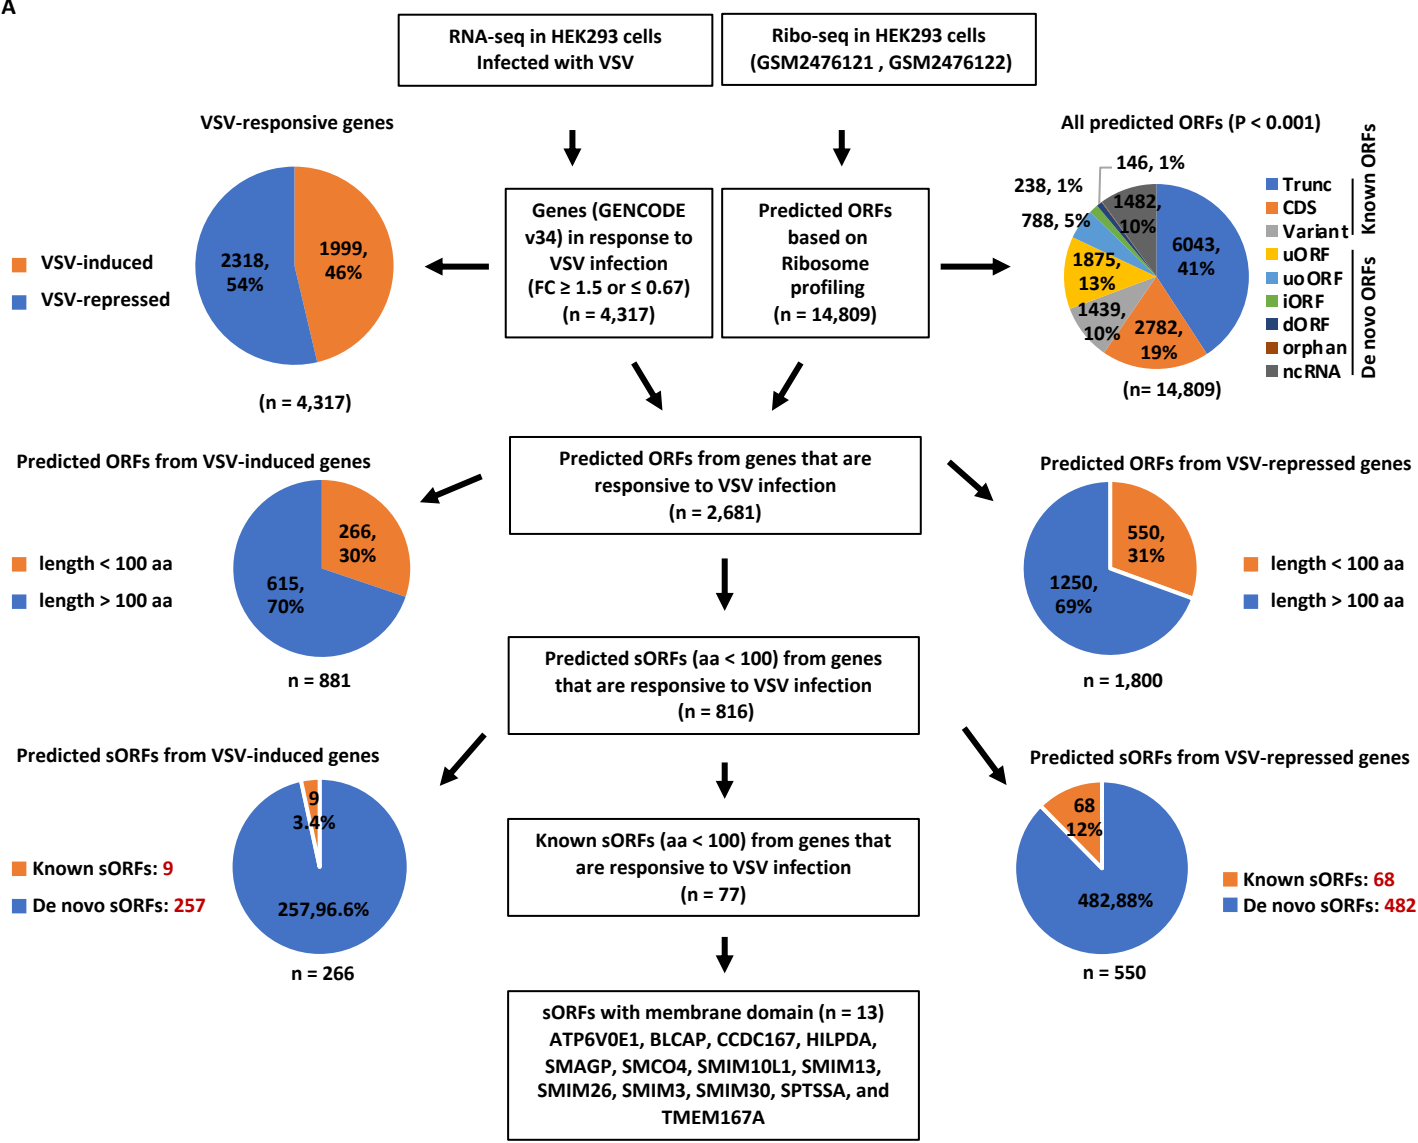 A
RNA-seq in HEK293 cells
Infected with VSV
Ribo-seq in HEK293 cells
(GSM2476121 , GSM2476122)
VSV-responsive genes
2318,
54%
1999,
46%
VSV-induced
VSV-repressed
(n = 4,317)
Genes (GENCODE
v34) in response to
VSV infection
(FC ≥ 1.5 or ≤ 0.67)
(n = 4,317)
Predicted ORFs
based on
Ribosome
profiling
(n = 14,809)
All predicted ORFs (P < 0.001)
146, 1%
238, 1%
788, 5%
1482,
10%
6043,
41%
1875,
13%
1439,
10%
2782,
19%
(n= 14,809)
Trunc
CDS
Variant
uORF
uoORF
iORF
dORF
orphan
ncRNA
Known ORFs
De novo ORFs
Predicted ORFs from VSV-induced genes
266,
30%
615,
70%
length < 100 aa
length > 100 aa
n = 881
Predicted ORFs from genes that are
responsive to VSV infection
(n = 2,681)
Predicted ORFs from VSV-repressed genes
550,
31%
1250,
69%
length < 100 aa
length > 100 aa
n = 1,800
Predicted sORFs (aa < 100) from genes
that are responsive to VSV infection
(n = 816)
Predicted sORFs from VSV-induced genes
9
3.4%
257,96.6%
Known sORFs: 9
De novo sORFs: 257
n = 266
Known sORFs (aa < 100) from genes that
are responsive to VSV infection
(n = 77)
Predicted sORFs from VSV-repressed genes
68
12%
482,88%
Known sORFs: 68
De novo sORFs: 482
n = 550
sORFs with membrane domain (n = 13)
ATP6V0E1, BLCAP, CCDC167, HILPDA,
SMAGP, SMCO4, SMIM10L1, SMIM13,
SMIM26, SMIM3, SMIM30, SPTSSA, and
TMEM167A